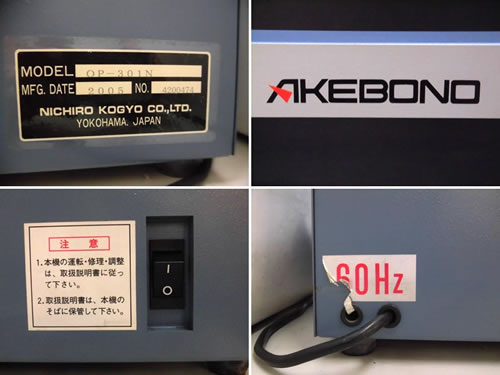 MODEL OP-301N
MFG. DATE 2005 NO. 4200474
NICHIRO KOGYO CO.,LTD.
YOKOHAMA. JAPAN
AKEBONO
注 意
1.本機の運転・修理・調整
は、取扱説明書に従っ
て下さい。
2.取扱説明書は、本機の
そばに保管して下さい。
I
O
60Hz